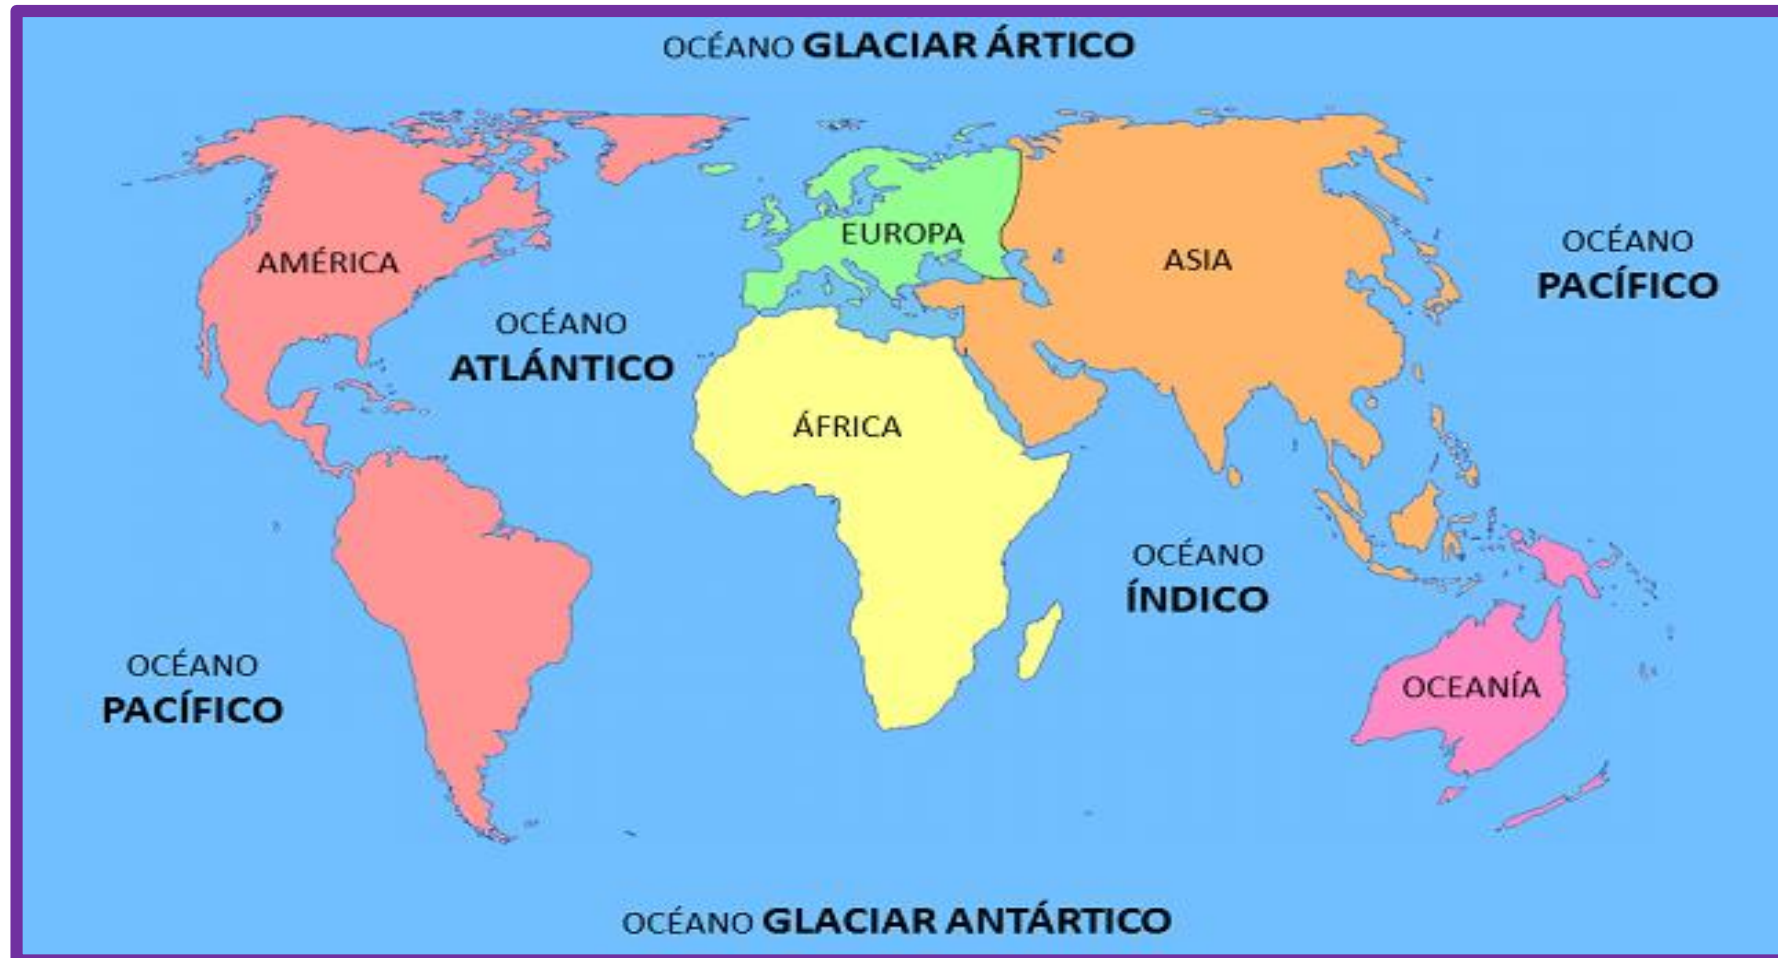 OCÉANO GLACIAR ÁRTICO
EUROPA
AMÉRICA
ASIA
OCÉANO
PACÍFICO
OCÉANO
ATLÁNTICO
ÁFRICA
OCÉANO
ÍNDICO
OCÉANO
PACÍFICO
OCEANÍA
OCÉANO GLACIAR ANTÁRTICO